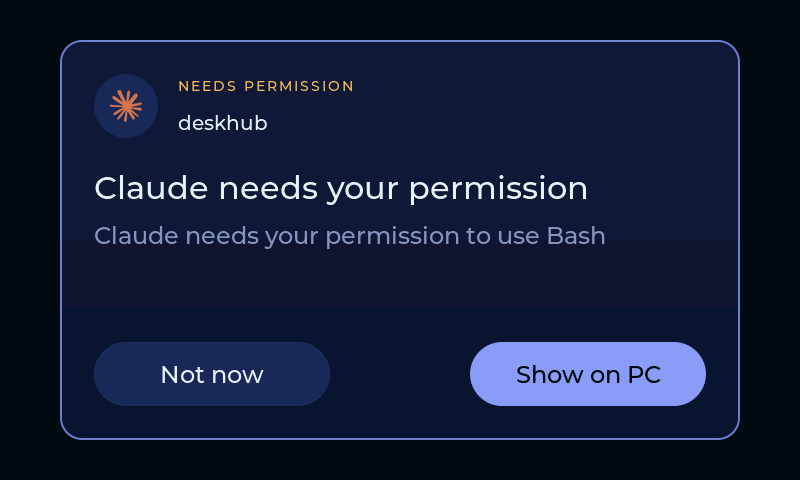 NEEDS PERMISSION
deskhub
Claude needs your permission
Claude needs your permission to use Bash
Not now
Show on PC